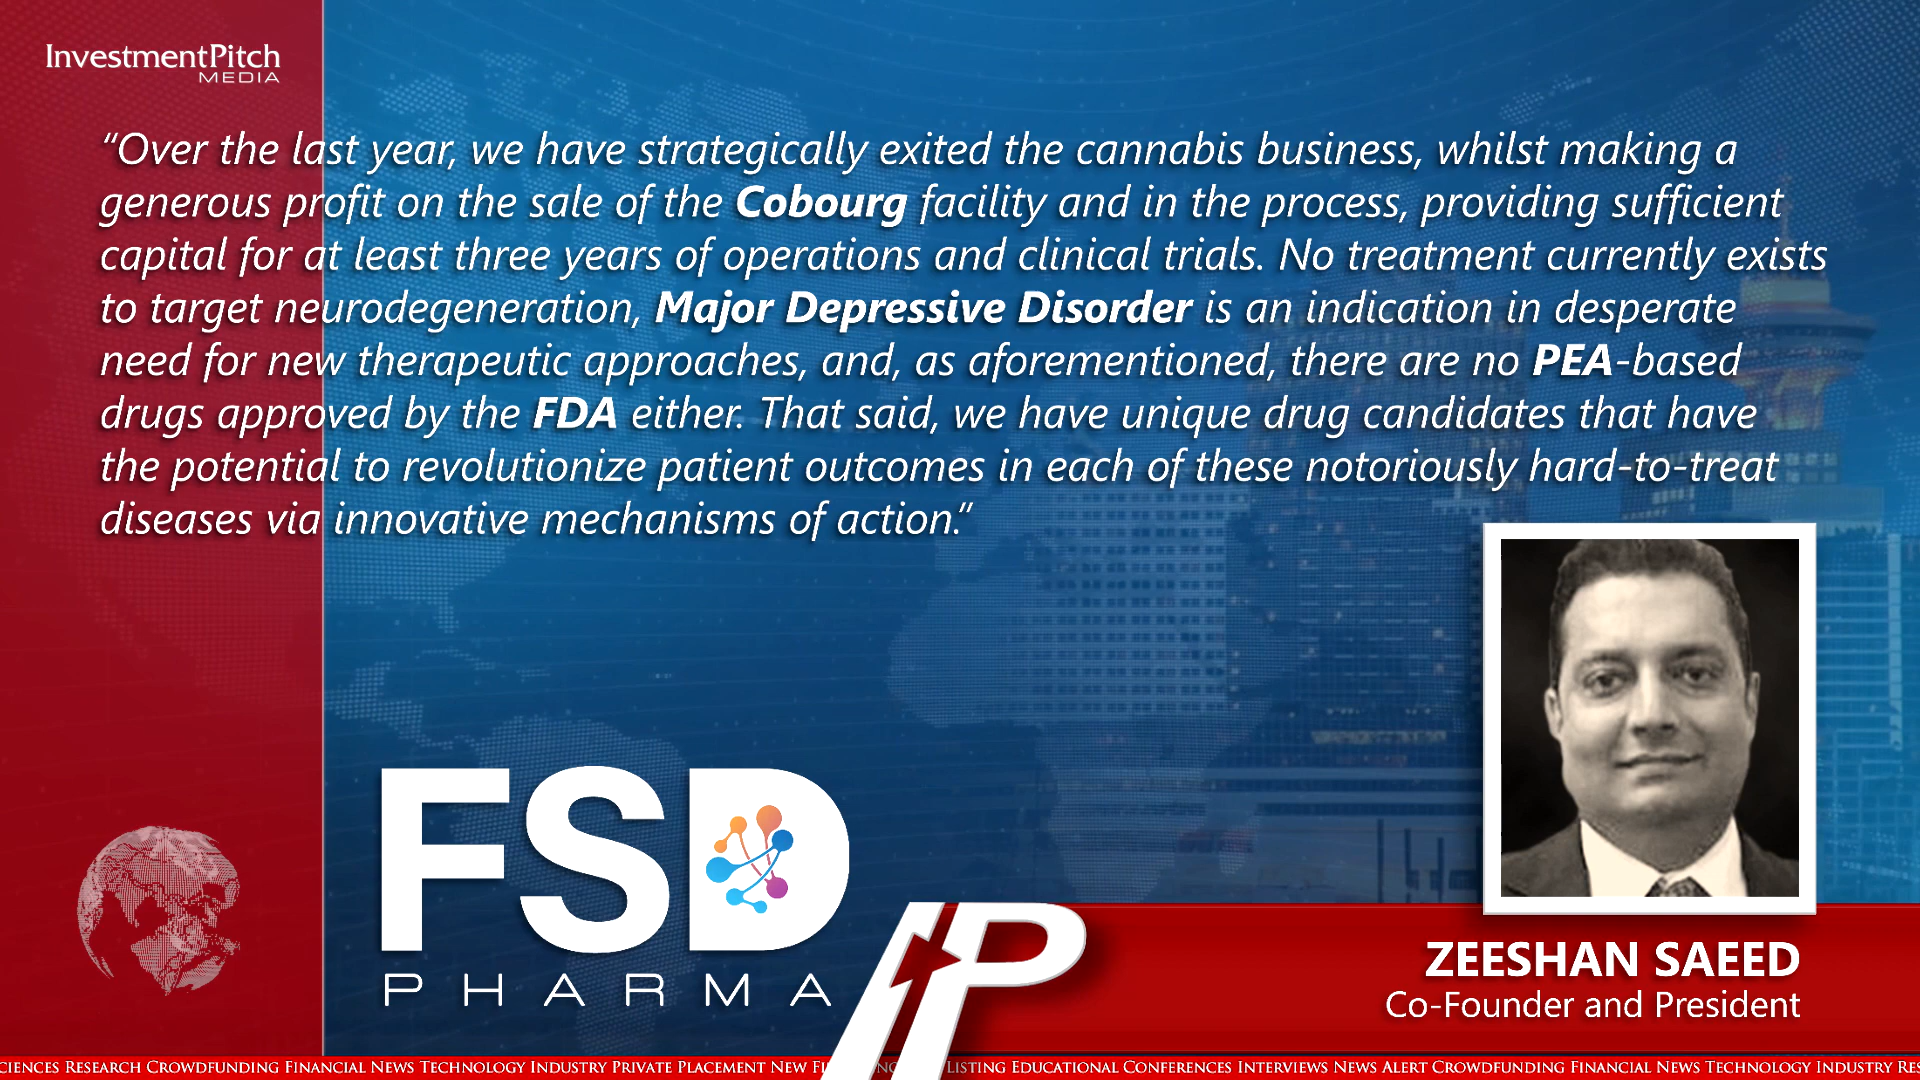 InvestmentPitch
MEDIA
“Over the last year, we have strategically exited the cannabis business, whilst making a
generous profit on the sale of the Cobourg facility and in the process, providing sufficient
capital for at least three years of operations and clinical trials. No treatment currently exists
to target neurodegeneration, Major Depressive Disorder is an indication in desperate
need for new therapeutic approaches, and, as aforementioned, there are no PEA-based
drugs approved by the FDA either. That said, we have unique drug candidates that have
the potential to revolutionize patient outcomes in each of these notoriously hard-to-treat
diseases via innovative mechanisms of action.”
FSD
PHARMA
IP
ZEESHAN SAEED
Co-Founder and President
CIENCES RESEARCH CROWDFUNDING FINANCIAL NEWS TECHNOLOGY INDUSTRY PRIVATE PLACEMENT NEW LISTING EDUCATIONAL CONFERENCES INTERVIEWS NEWS ALERT CROWDFUNDING FINANCIAL NEWS TECHNOLOGY INDUSTRY RES